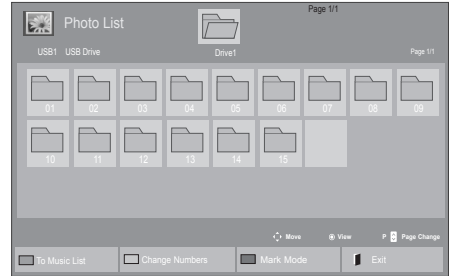 Page 1/1
Photo List
USB1 USB Drive
Drive1
Page 1/1
01 02 03 04 05 06 07 08 09
10 11 12 13 14 15
Move View P Page Change
To Music List Change Numbers Mark Mode Exit